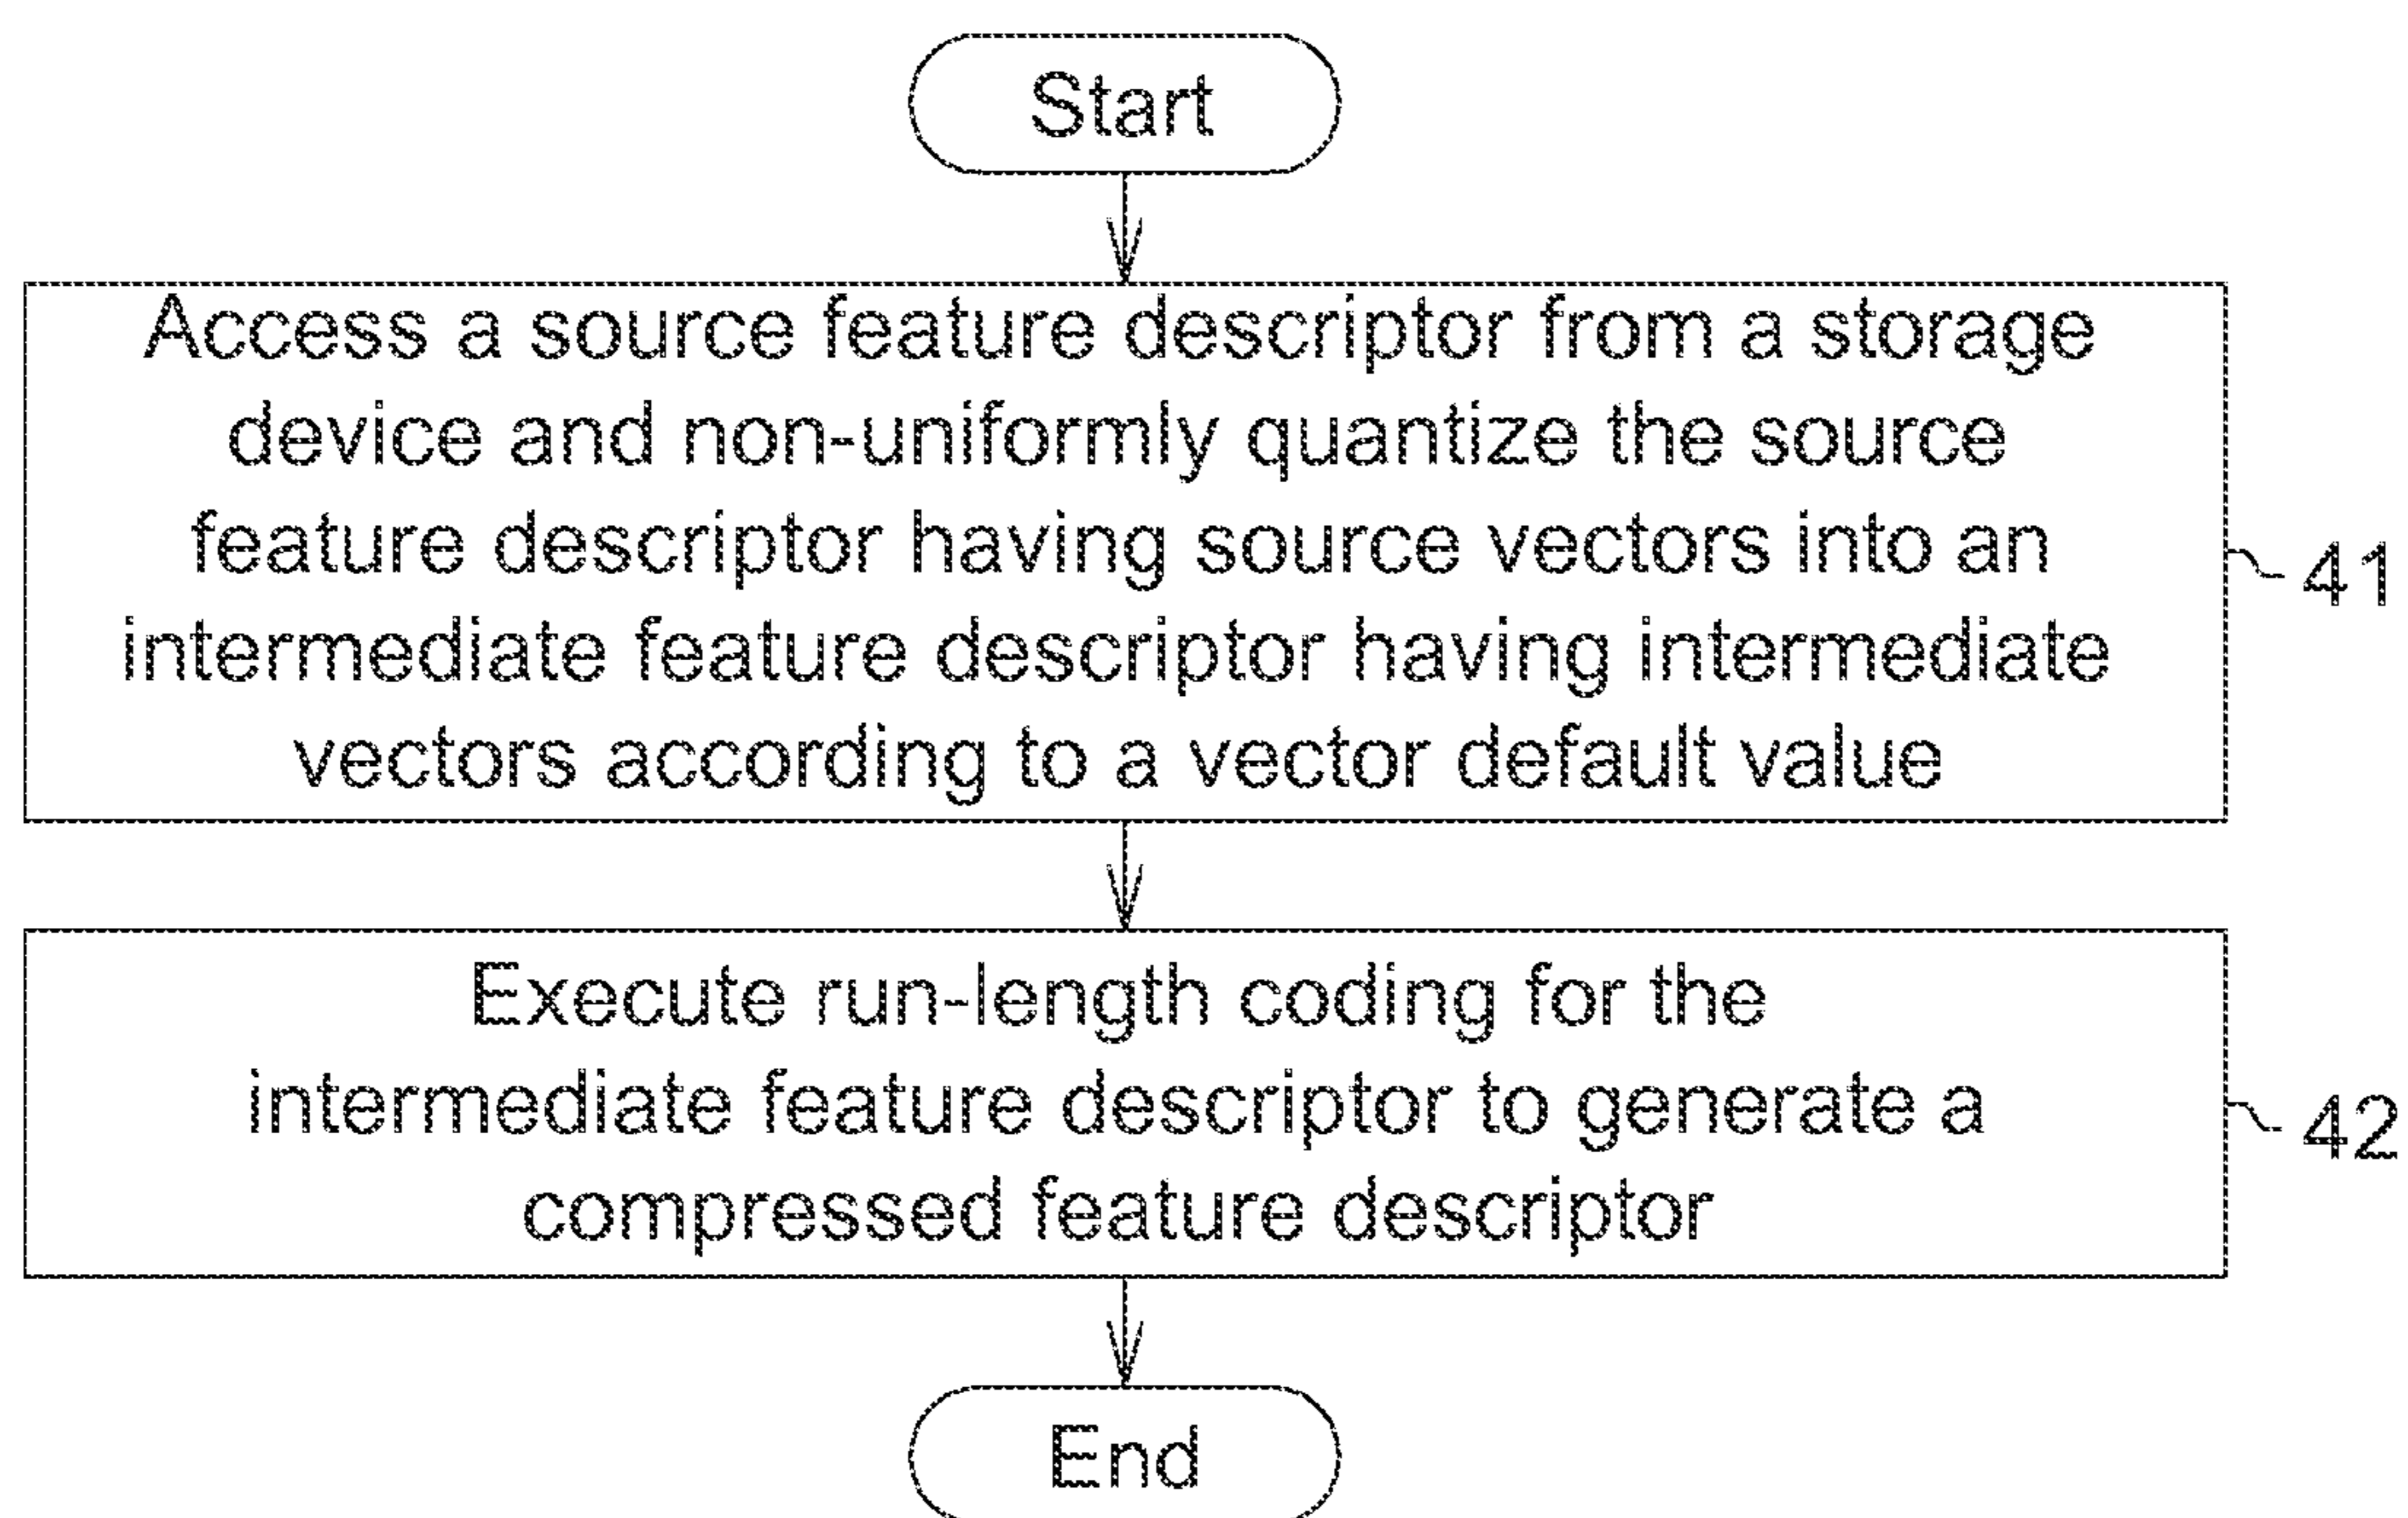 Start
Access a source feature descriptor from a storage
device and non-uniformly quantize the source
feature descriptor having source vectors into an
intermediate feature descriptor having intermediate
vectors according to a vector default value
41
Execute run-length coding for the
intermediate feature descriptor to generate a
compressed feature descriptor
42
End